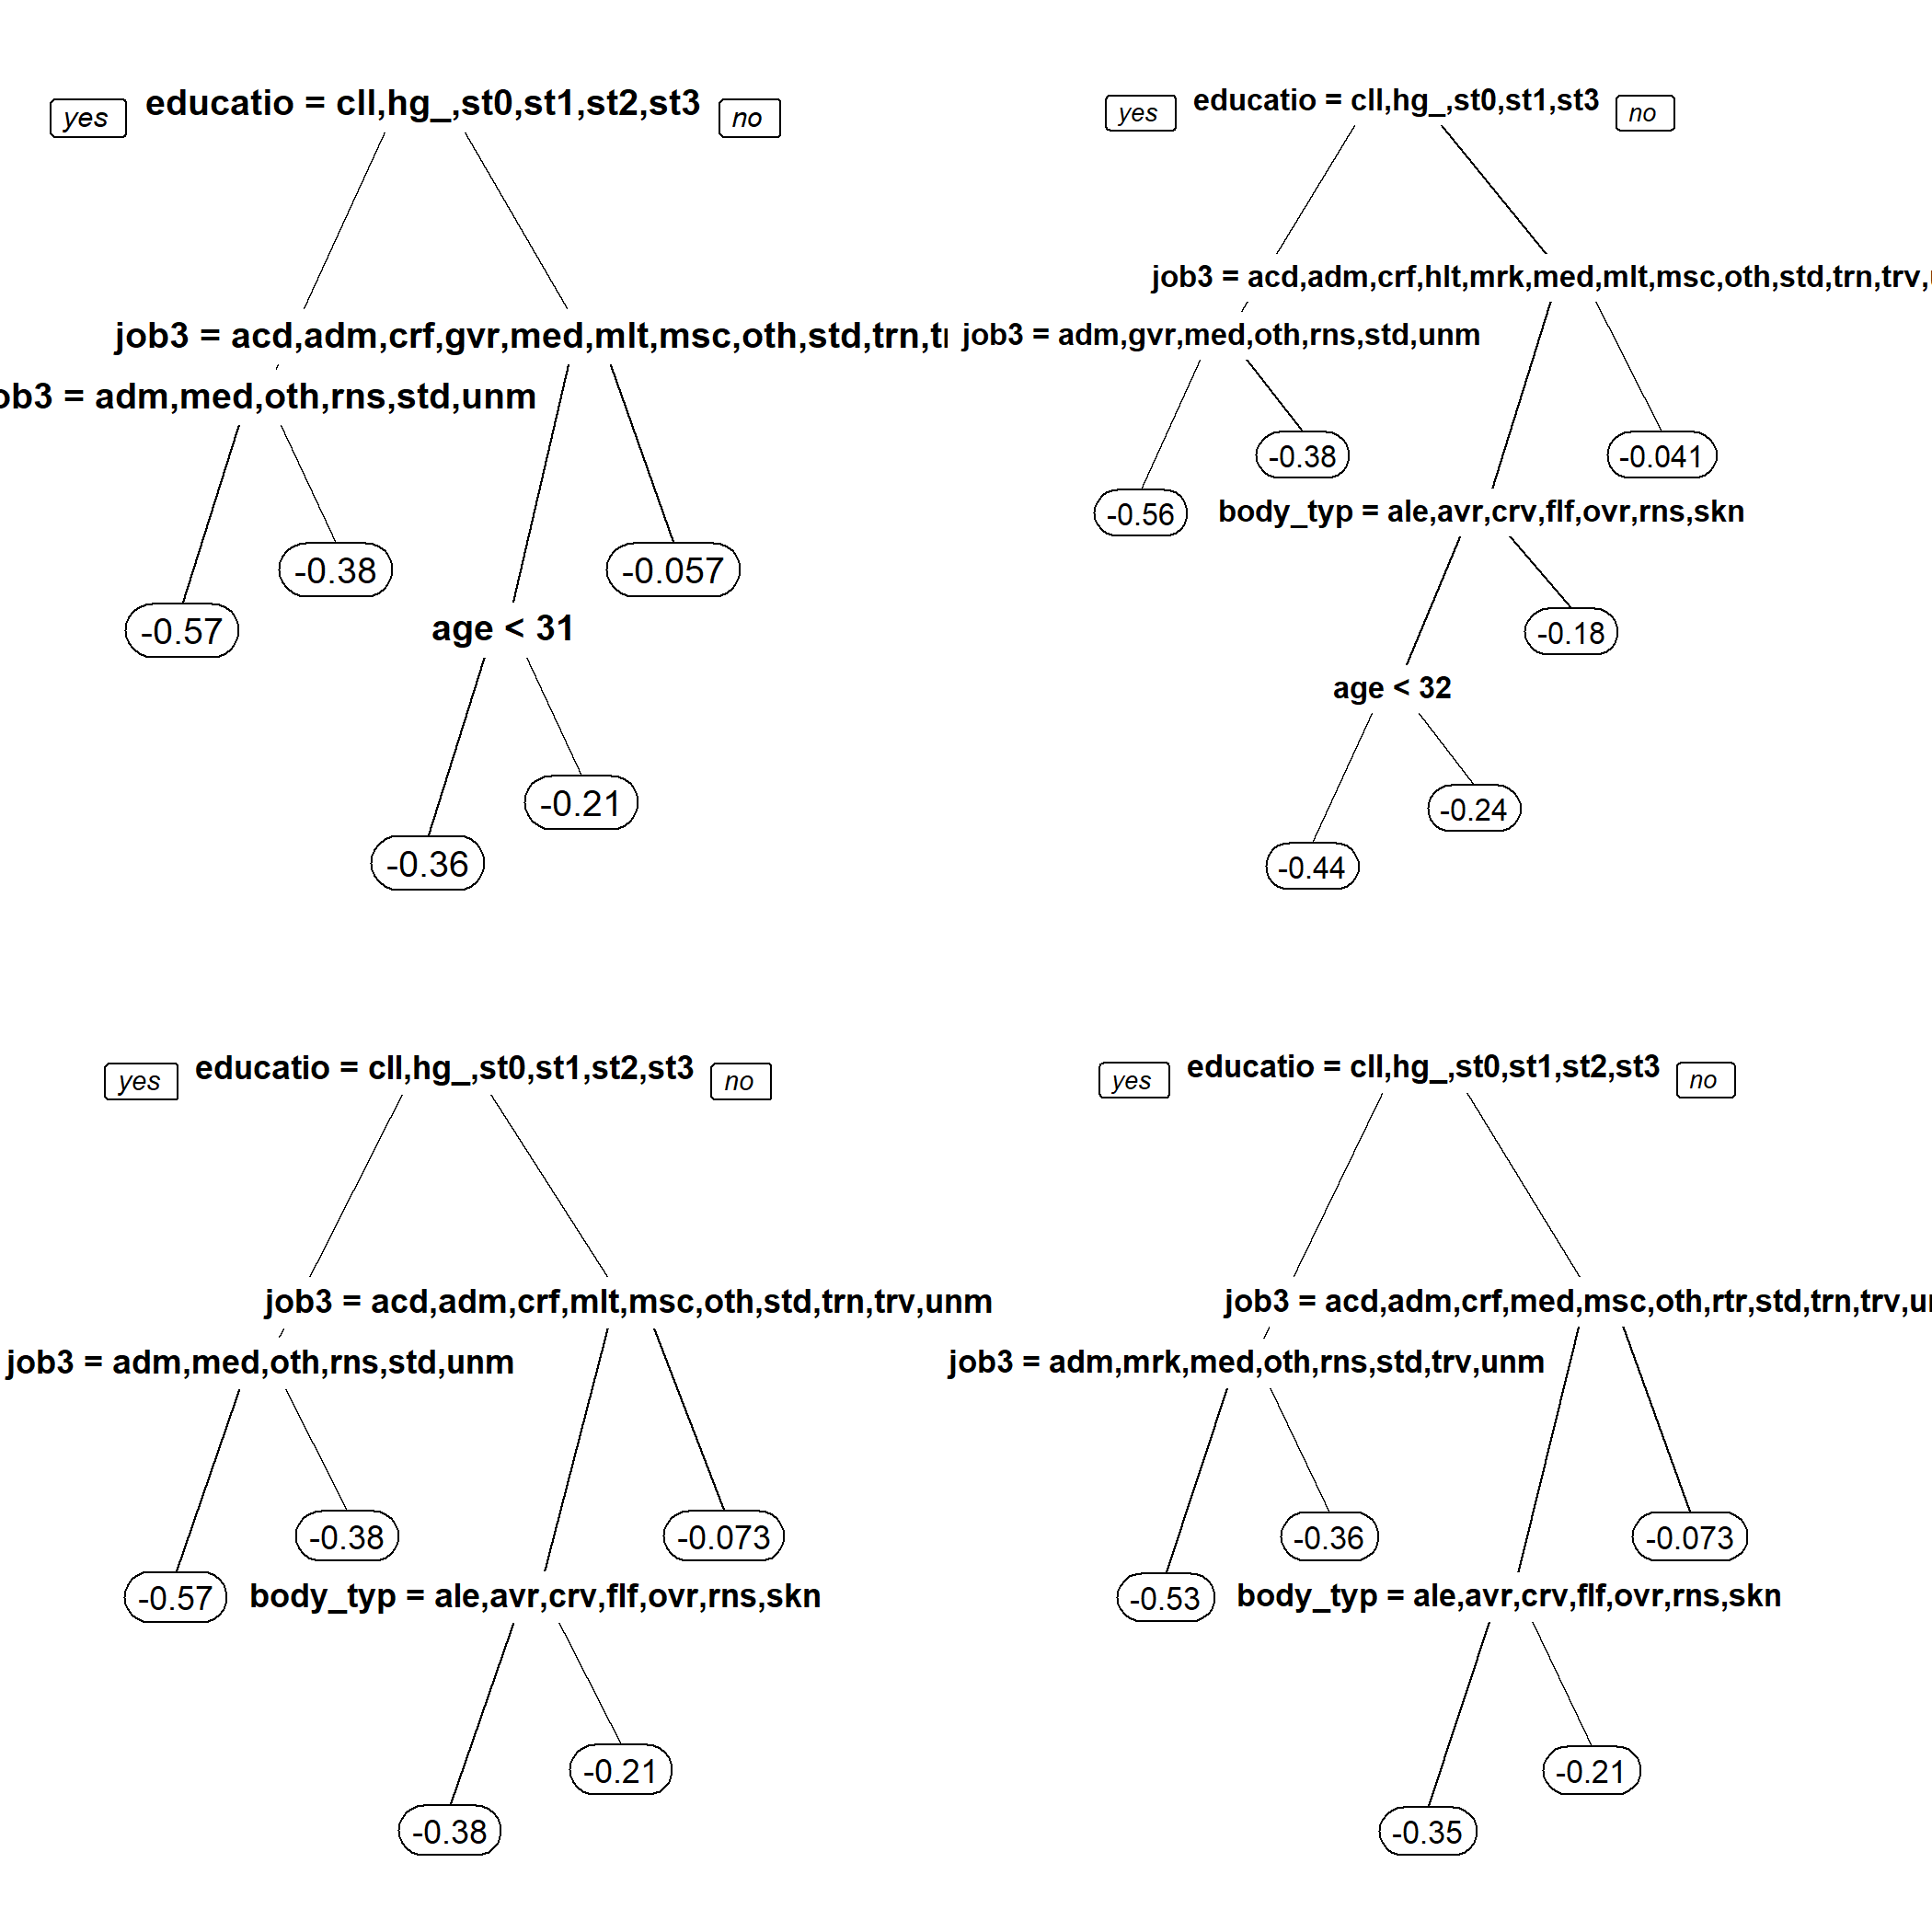 yes educatio = cll,hg_,st0,st1,st2,st3 no
job3 = acd,adm,crf,gvr,med,mlt,msc,oth,std,trn,
ob3 = adm,med,oth,rns,std,unm
-0.38
-0.057
-0.57
age < 31
-0.21
-0.36
yes educatio = cll,hg_,st0,st1,st3 no
job3 = acd,adm,crf,hlt,mrk,med,mlt,msc,oth,std,trn,trv,
job3 = adm,gvr,med,oth,rns,std,unm
-0.38
-0.041
-0.56
body_typ = ale,avr,crv,flf,ovr,rns,skn
-0.18
age < 32
-0.24
-0.44
yes educatio = cll,hg_,st0,st1,st2,st3 no
job3 = acd,adm,crf,mlt,msc,oth,std,trn,trv,unm
job3 = adm,med,oth,rns,std,unm
-0.38
-0.073
-0.57
body_typ = ale,avr,crv,flf,ovr,rns,skn
-0.21
-0.38
yes educatio = cll,hg_,st0,st1,st2,st3 no
job3 = acd,adm,crf,med,msc,oth,rtr,std,trn,trv,
job3 = adm,mrk,med,oth,rns,std,trv,unm
-0.36
-0.073
-0.53
body_typ = ale,avr,crv,flf,ovr,rns,skn
-0.21
-0.35